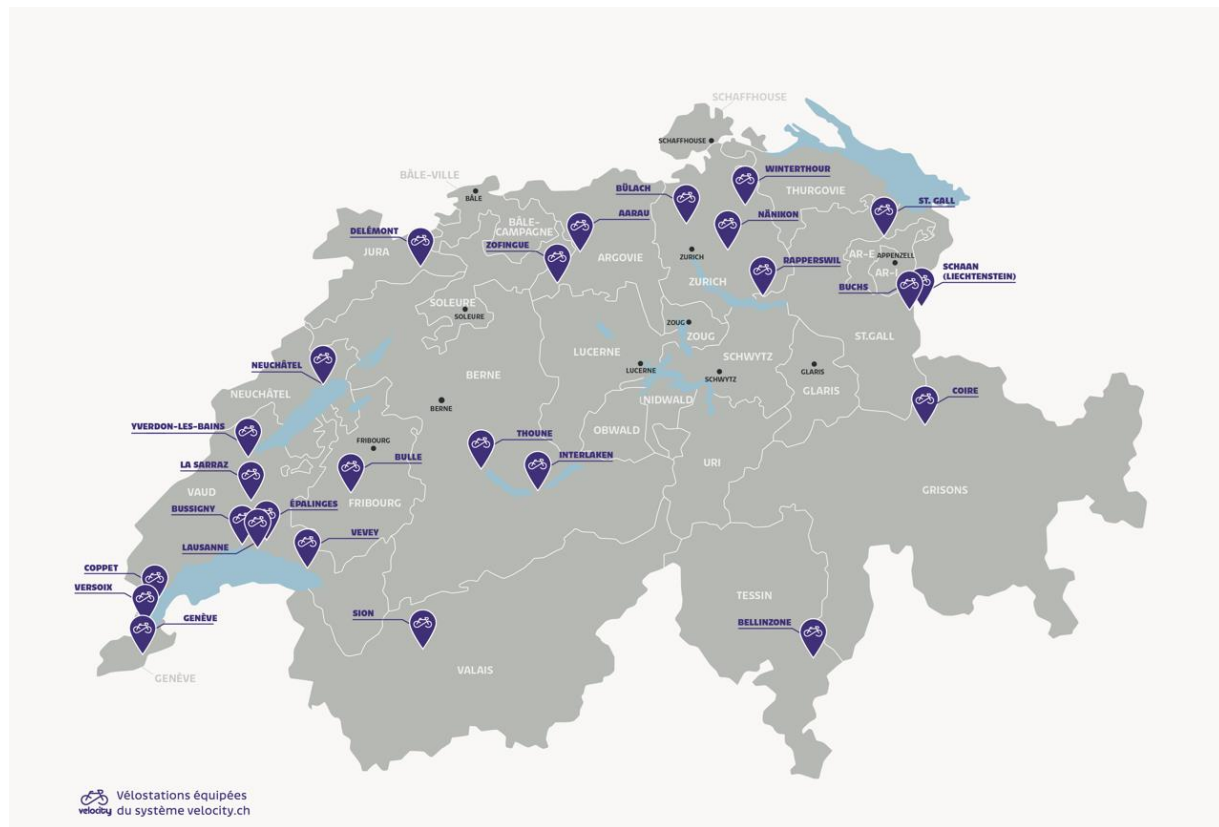 SCHAFFHOUSE
SCHAFFHOUSE
BÂLE-VILLE
BÂLE
WINTERTHOUR
THURGOVIE
BÜLACH
ST. GALL
AARAU
NÄNIKON
BÂLE-
CAMPAGNE
DELÉMONT
JURA
ZOFINGUE
ARGOVIE
ZURICH
RAPPERSWIL
ZURICH
AR-E
APPENZELL
AR-I
SCHAAN
(LIECHTENSTEIN)
BUCHS
SOLEURE
SOLEURE
ZOUG
ZOUG
ST.GALL
LUCERNE
SCHWYTZ
NEUCHÂTEL
LUCERNE
SCHWYTZ
GLARIS
BERNE
NEUCHÂTEL
NIDWALD
GLARIS
COIRE
BERNE
YVERDON-LES-BAINS
OBWALD
FRIBOURG
THOUNE
BULLE
INTERLAKEN
URI
LA SARRAZ
VAUD
FRIBOURG
GRISONS
BUSSIGNY
ÉPALINGES
VEVEY
LAUSANNE
COPPET
VERSOIX
TESSIN
GENÈVE
SION
BELLINZONE
VALAIS
GENÈVE
velocity
Vélostations équipées
du système velocity.ch